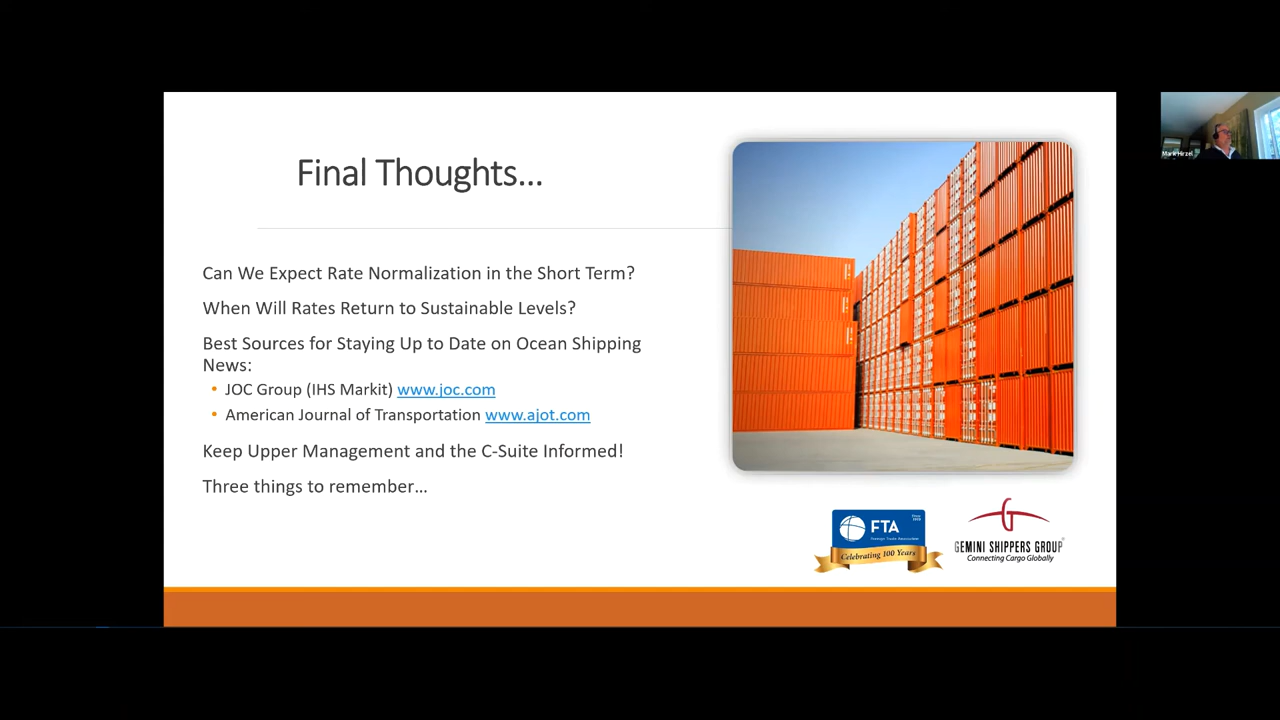 Final Thoughts...
Can We Expect Rate Normalization in the Short Term?
When Will Rates Return to Sustainable Levels?
Best Sources for Staying Up to Date on Ocean Shipping
News:
• JOC Group (IHS Markit) www.joc.com
• American Journal of Transportation www.ajot.com
Keep Upper Management and the C-Suite Informed!
Three things to remember...
FTA
Celebrating 100 Years
GEMINI SHIPPERS GROUP
Connecting Cargo Globally